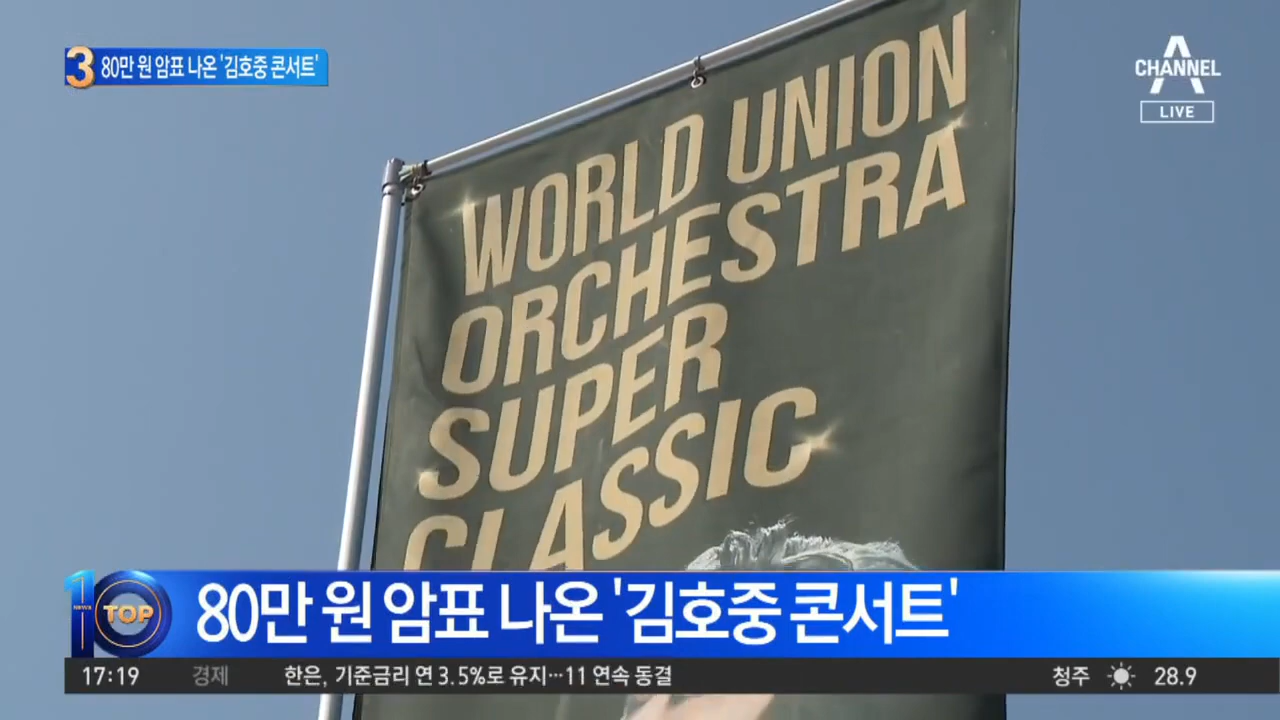 3 80만 원 암표 나온 '김호중 콘서트'
CHANNEL A
LIVE
WORLD UNION
ORCHESTRA
SUPER
CLASSIC
NEWS TOP 10
80만 원 암표 나온 '김호중 콘서트'
17:19 경제 한은, 기준금리 연 3.5%로 유지…11 연속 동결 청주 28.9